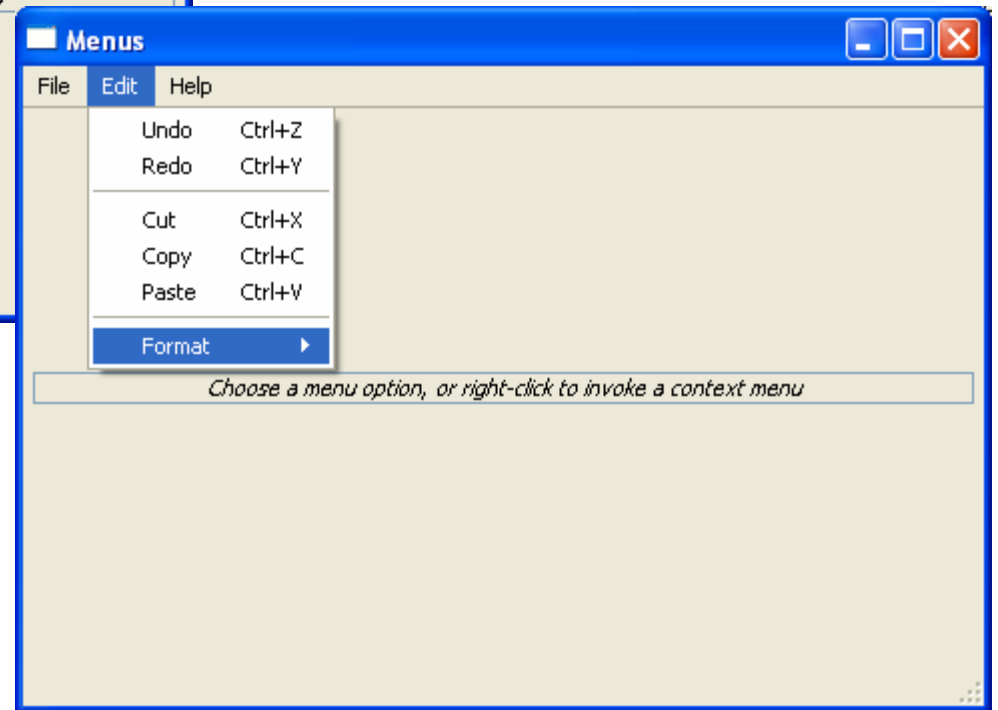 Menus
File Edit Help
Undo Ctrl+Z
Redo Ctrl+Y
Cut Ctrl+X
Copy Ctrl+C
Paste Ctrl+V
Format
Choose a menu option, or right-click to invoke a context menu